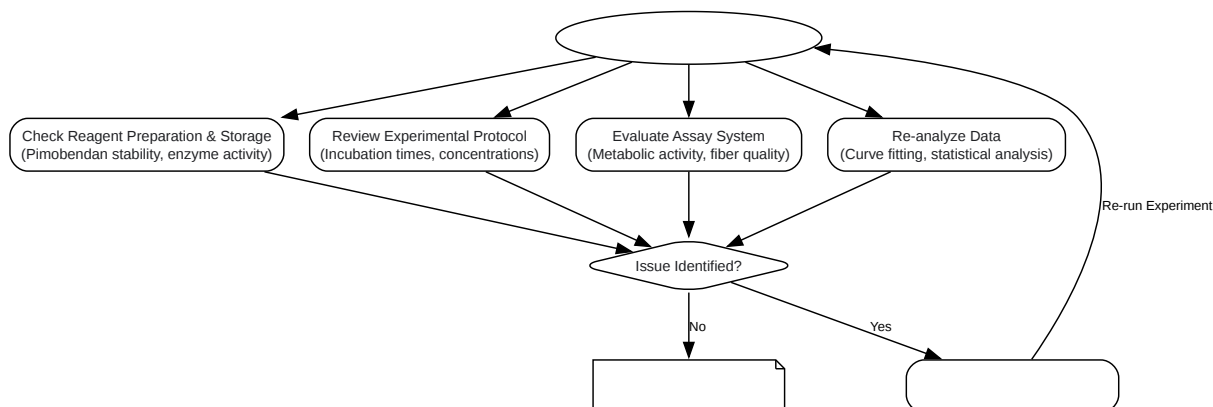 Check Reagent Preparation & Storage
(Pimobendan stability, enzyme activity)
Review Experimental Protocol
(Incubation times, concentrations)
Evaluate Assay System
(Metabolic activity, fiber quality)
Re-analyze Data
(Curve fitting, statistical analysis)
Re-run Experiment
Issue Identified?
No
Yes